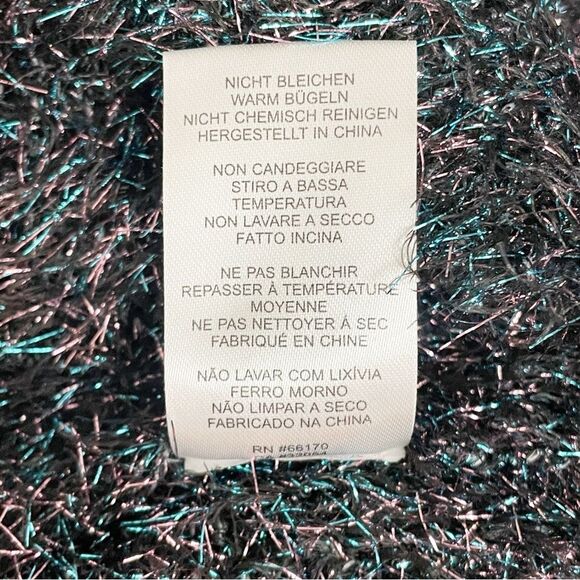 NICHT BLEICHEN
WARM BÜGELN
NICHT CHEMISCH REINIGEN
HERGESTELLT IN CHINA
NON CANDEGGIARE
STIRO A BASSA
TEMPERATURA
NON LAVARE A SECCO
FATTO INCINA
NE PAS BLANCHIR
REPASSER À TEMPÉRATURE
MOYENNE
NE PAS NETTOYER À SEC
FABRIQUÉ EN CHINE
NÃO LAVAR COM LIXÍVIA
FERRO MORNO
NÃO LIMPAR A SECO
FABRICADO NA CHINA
RN #66170